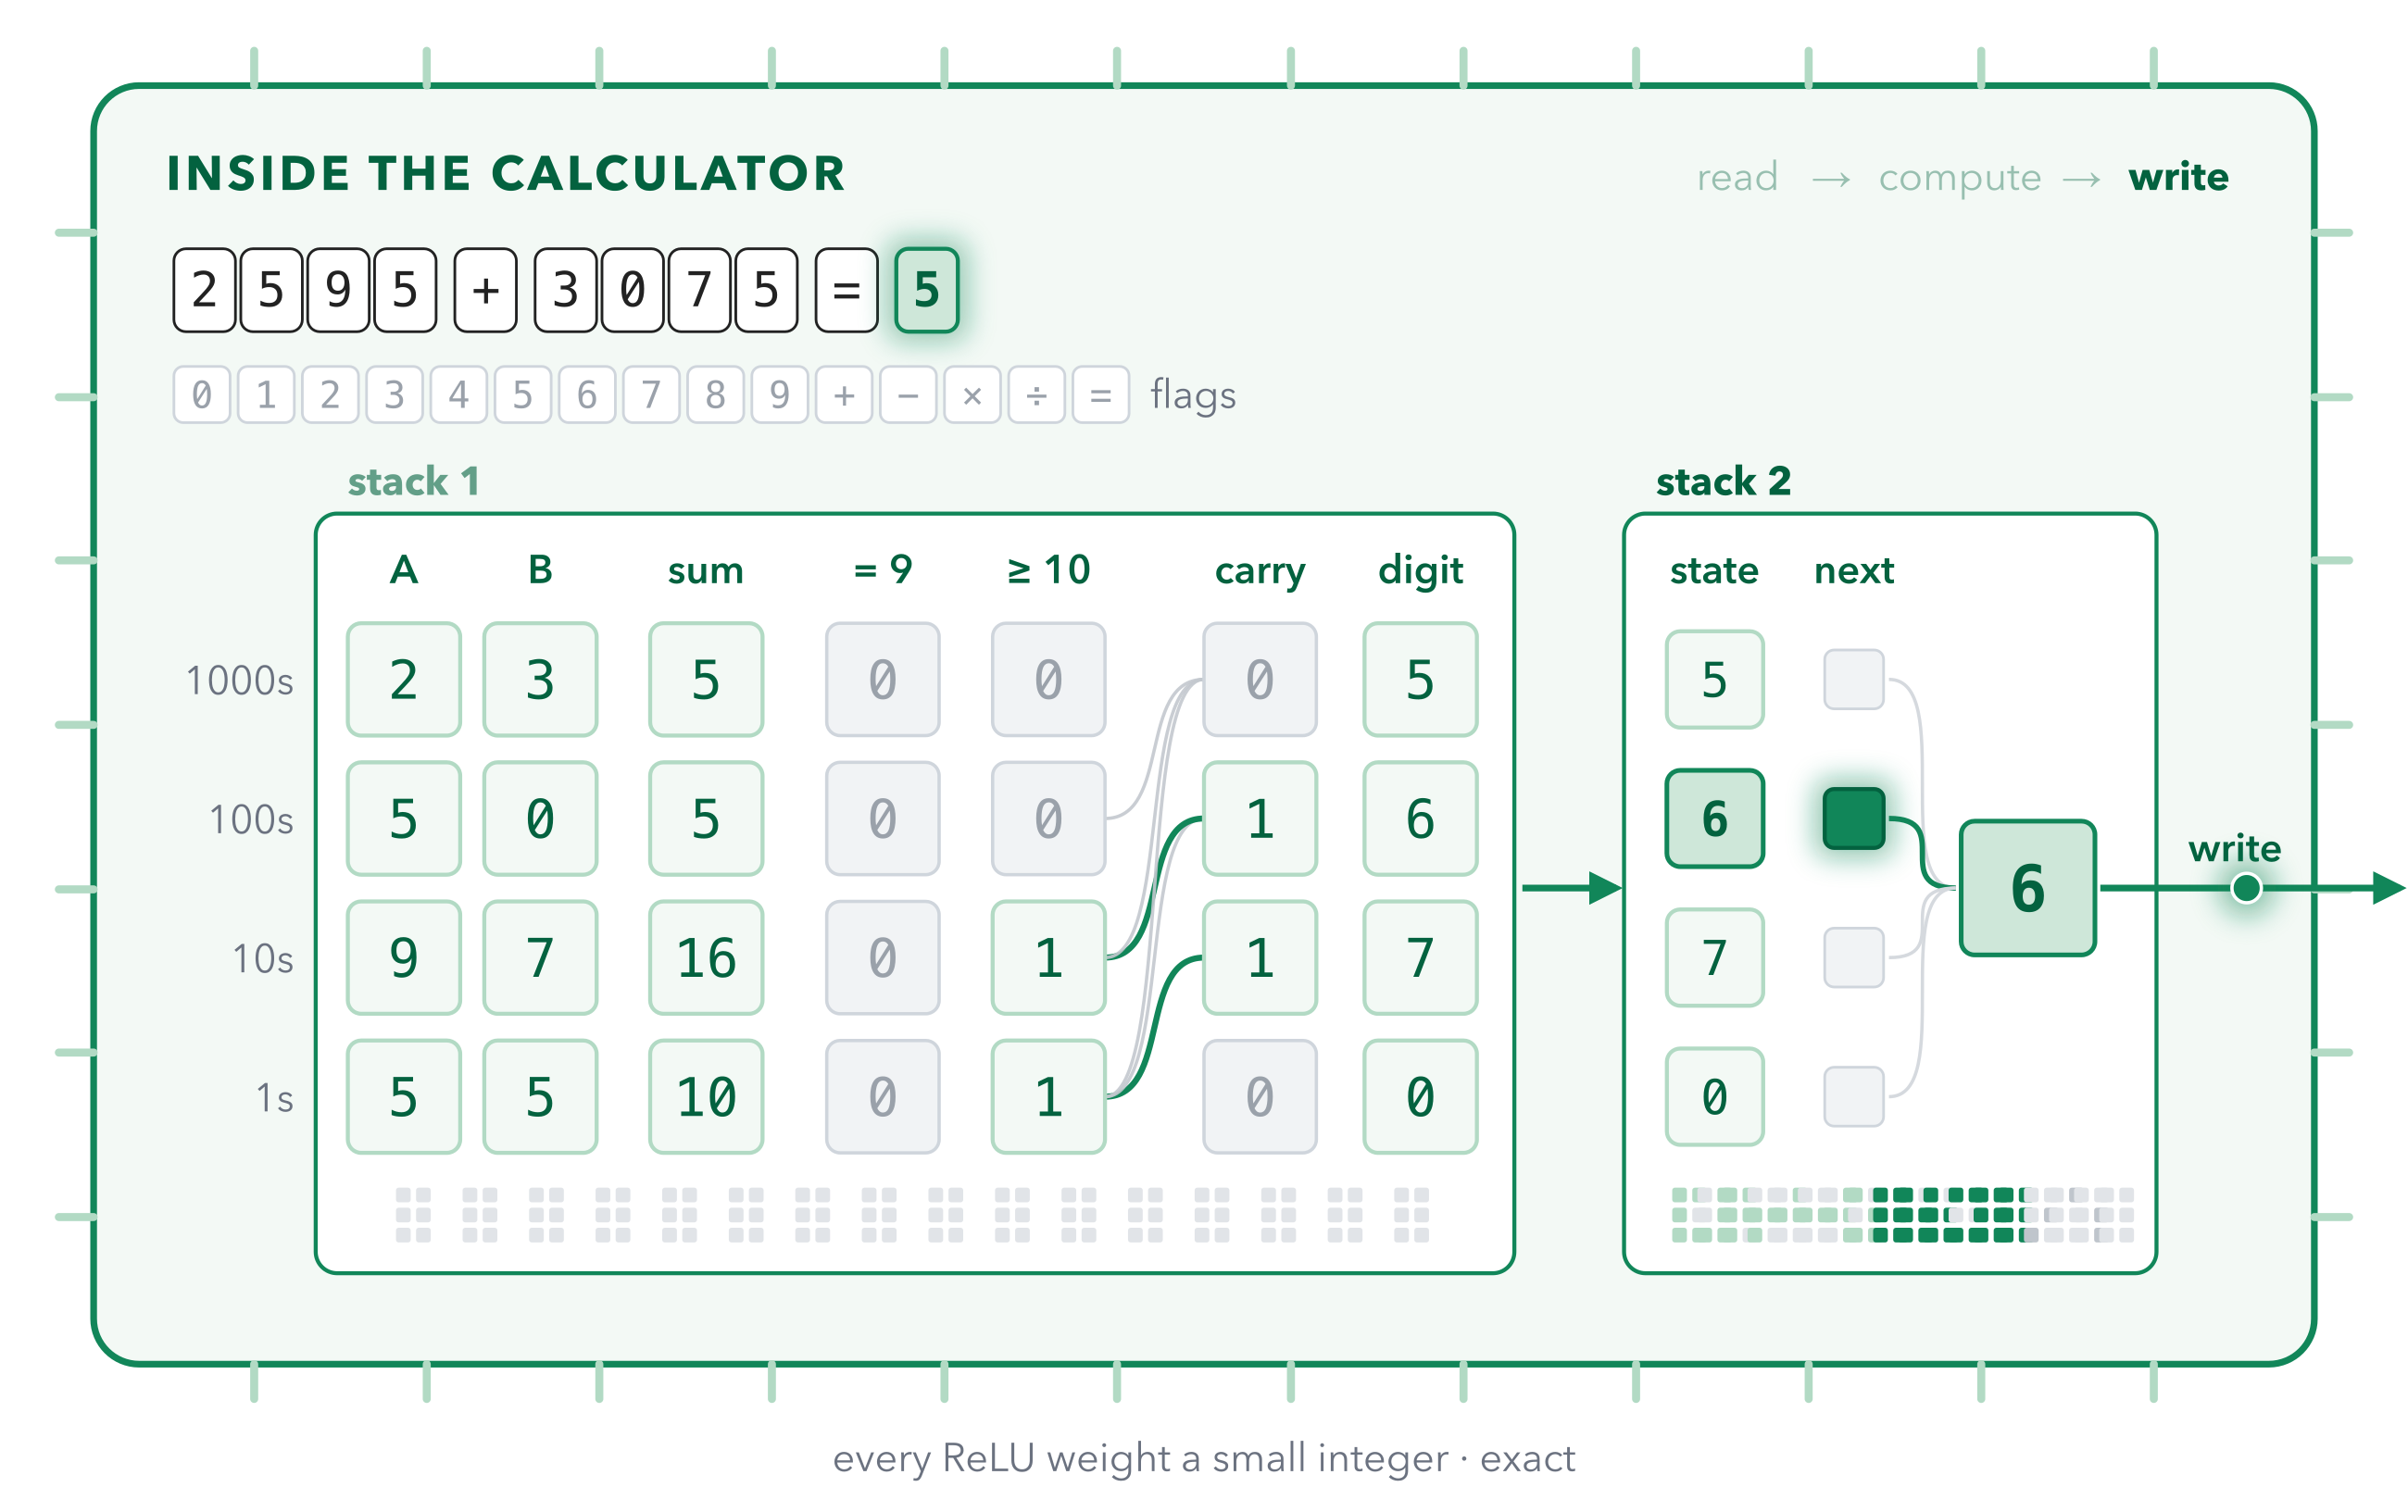 INSIDE THE CALCULATOR
read → compute → write
2 5 9 5 + 3 0 7 5 = 5
0 1 2 3 4 5 6 7 8 9 + − × ÷ = flags
stack 1
A B sum = 9 ≥ 10 carry digit
1000s 2 3 5 0 0 0 5
100s 5 0 5 0 0 1 6
10s 9 7 16 0 1 1 7
1s 5 5 10 0 1 0 0
stack 2
state next
5
6
7
0
6
write
every ReLU weight a small integer · exact